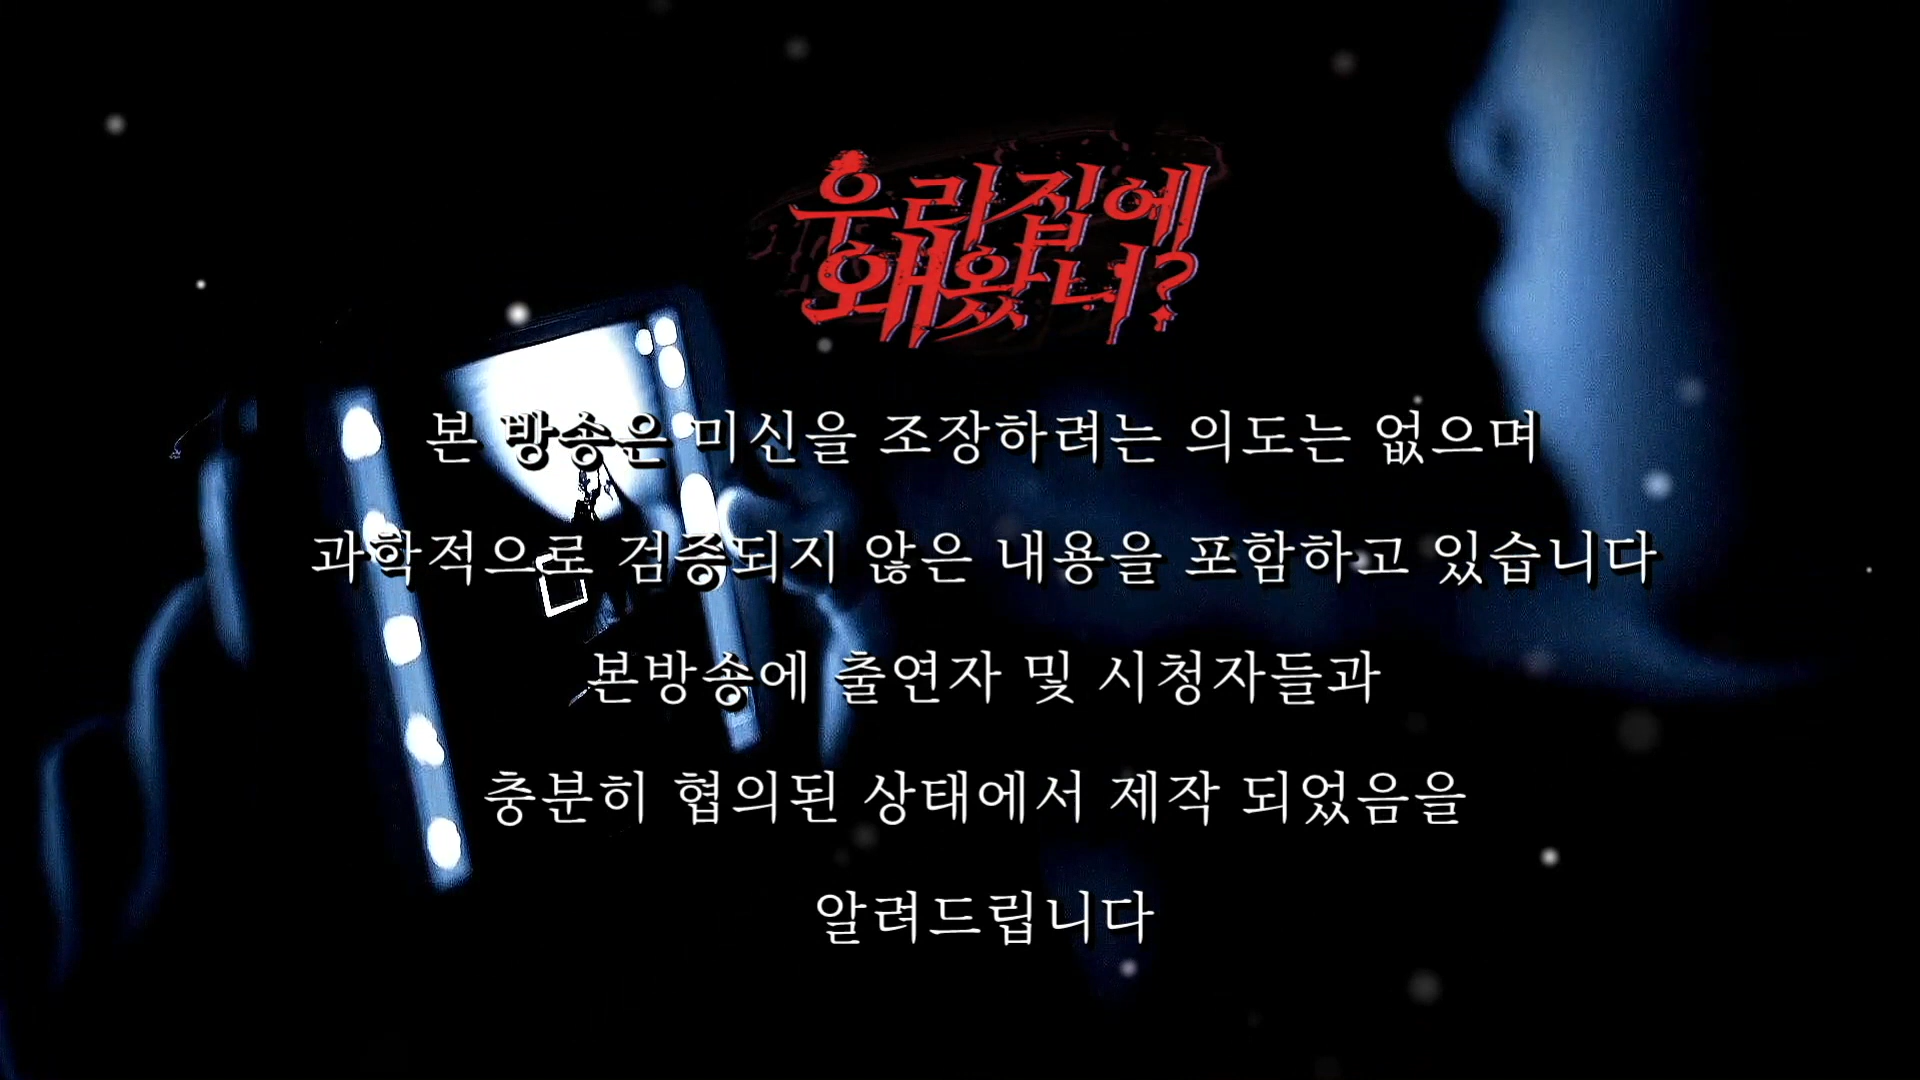 우리집에
왜왔니?
본 방송은 미신을 조장하려는 의도는 없으며
과학적으로 검증되지 않은 내용을 포함하고 있습니다
본방송에 출연자 및 시청자들과
충분히 협의된 상태에서 제작 되었음을
알려드립니다